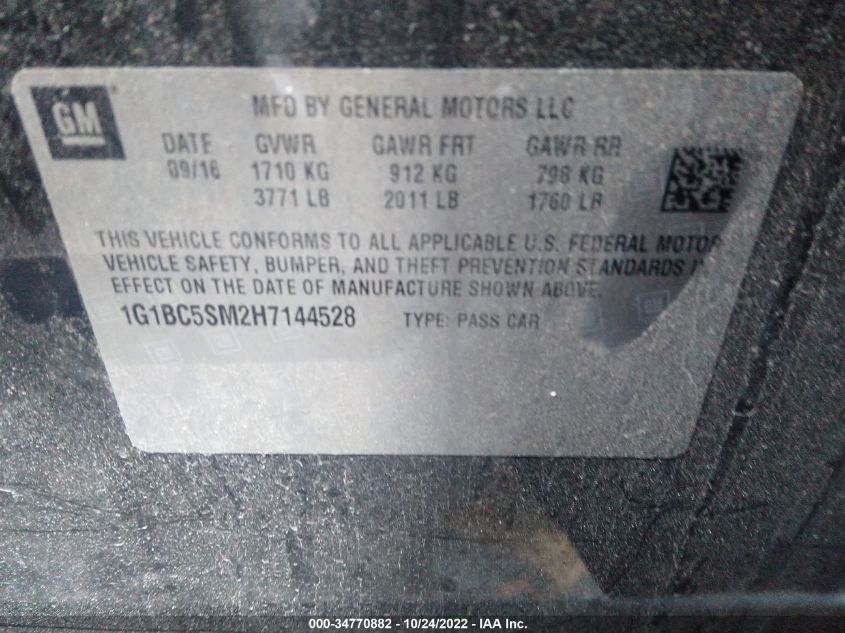 GM
MFD BY GENERAL MOTORS LLC
DATE GVWR GAWR FRT GAWR RR
09/16 1710 KG 912 KG 798 KG
3771 LB 2011 LB 1760 LB
THIS VEHICLE CONFORMS TO ALL APPLICABLE U.S. FEDERAL MOTOR
VEHICLE SAFETY, BUMPER, AND THEFT PREVENTION STANDARDS IN
EFFECT ON THE DATE OF MANUFACTURE SHOWN ABOVE.
1G1BC5SM2H7144528 TYPE: PASS CAR
000-34770882 - 10/24/2022 - IAA Inc.